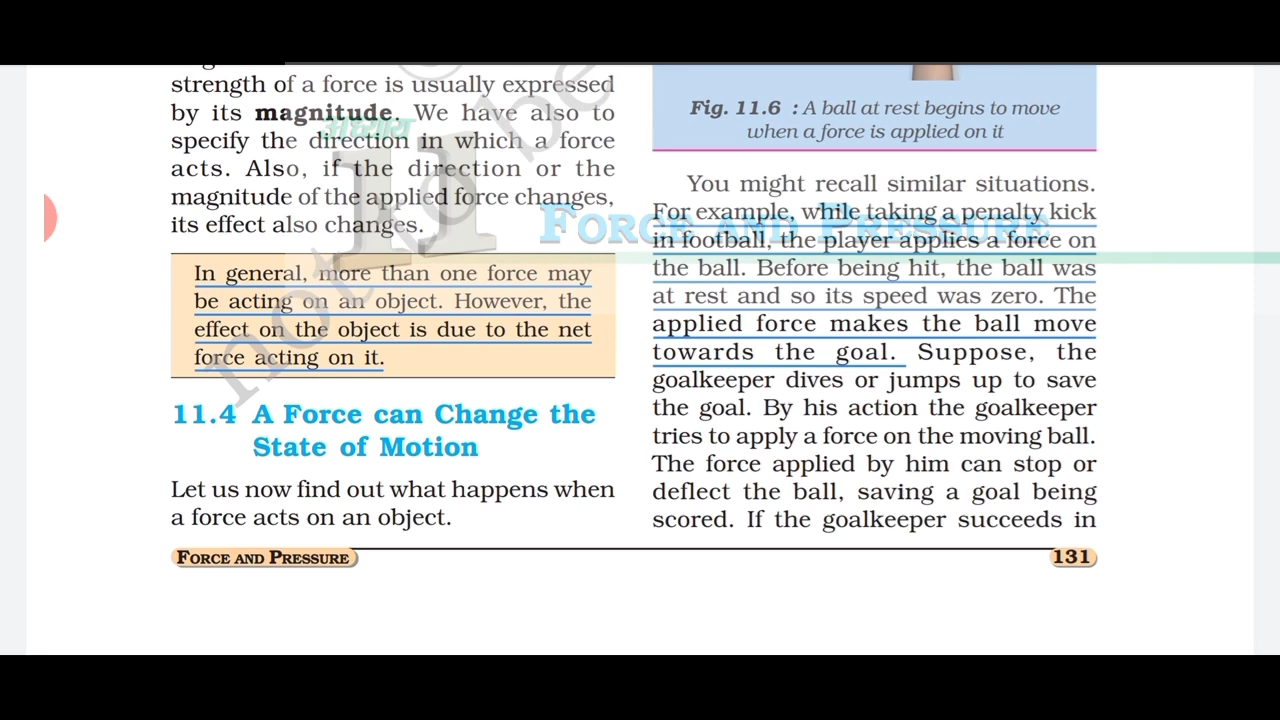 strength of a force is usually expressed
by its magnitude. We have also to
specify the direction in which a force
acts. Also, if the direction or the
magnitude of the applied force changes,
its effect also changes.
In general, more than one force may
be acting on an object. However, the
effect on the object is due to the net
force acting on it.
11.4 A Force can Change the
State of Motion
Let us now find out what happens when
a force acts on an object.
Fig. 11.6 : A ball at rest begins to move
when a force is applied on it
You might recall similar situations.
For example, while taking a penalty kick
in football, the player applies a force on
the ball. Before being hit, the ball was
at rest and so its speed was zero. The
applied force makes the ball move
towards the goal. Suppose, the
goalkeeper dives or jumps up to save
the goal. By his action the goalkeeper
tries to apply a force on the moving ball.
The force applied by him can stop or
deflect the ball, saving a goal being
scored. If the goalkeeper succeeds in
अध्याय
11
FORCE AND PRESSURE
not to be
FORCE AND PRESSURE
131